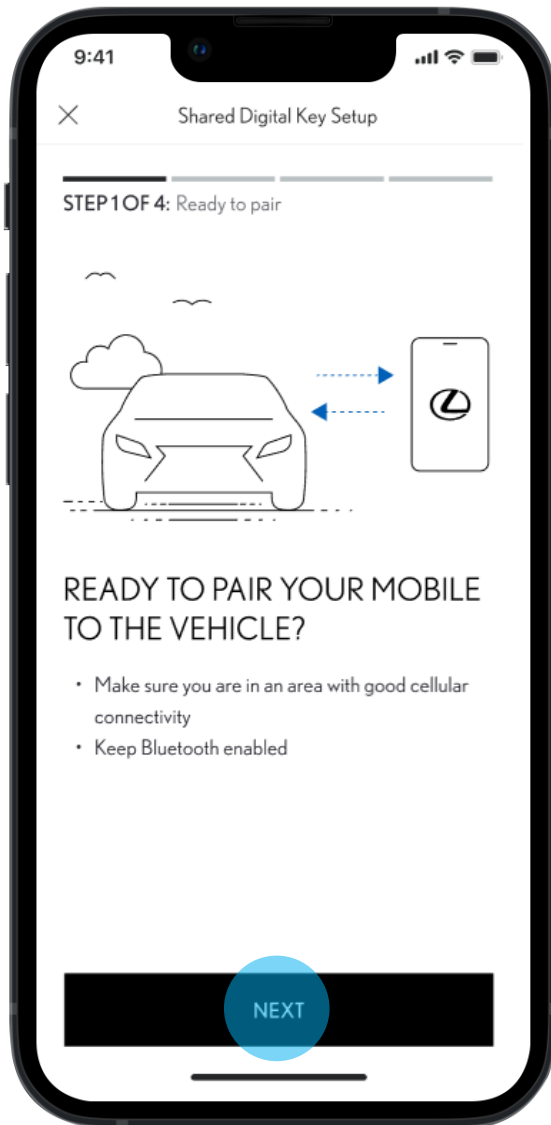 9:41
Shared Digital Key Setup
STEP 1 OF 4: Ready to pair
READY TO PAIR YOUR MOBILE
TO THE VEHICLE?
• Make sure you are in an area with good cellular
connectivity
• Keep Bluetooth enabled
NEXT